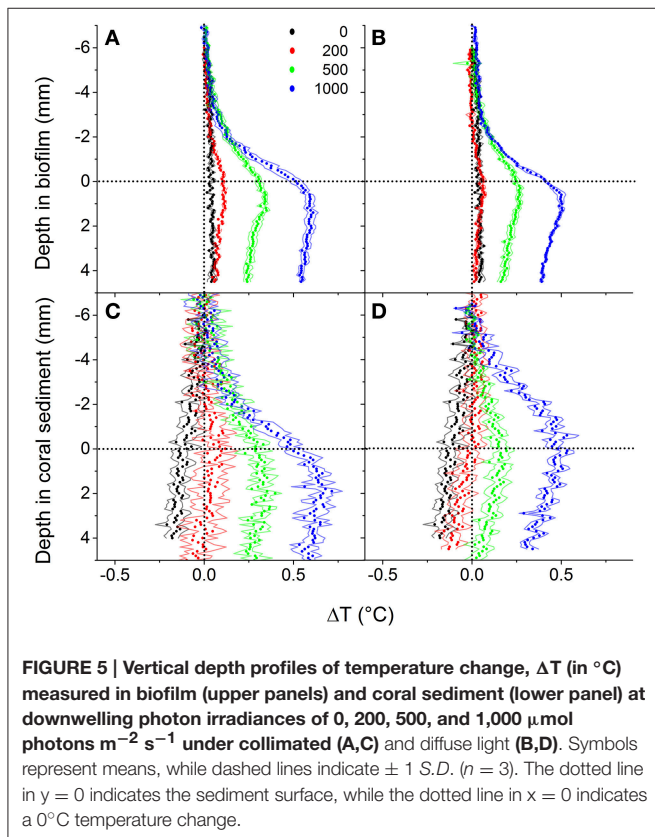 A
B
0
200
500
1000
-6
-4
-2
0
2
4
Depth in biofilm (mm)
C
D
-6
-4
-2
0
2
4
Depth in coral sediment (mm)
-0.5 0.0 0.5 -0.5 0.0 0.5
ΔT (°C)
FIGURE 5 | Vertical depth profiles of temperature change, ΔT (in °C)
measured in biofilm (upper panels) and coral sediment (lower panel) at
downwelling photon irradiances of 0, 200, 500, and 1,000 μmol
photons m⁻² s⁻¹ under collimated (A,C) and diffuse light (B,D). Symbols
represent means, while dashed lines indicate ± 1 S.D. (n = 3). The dotted line
in y = 0 indicates the sediment surface, while the dotted line in x = 0 indicates
a 0°C temperature change.